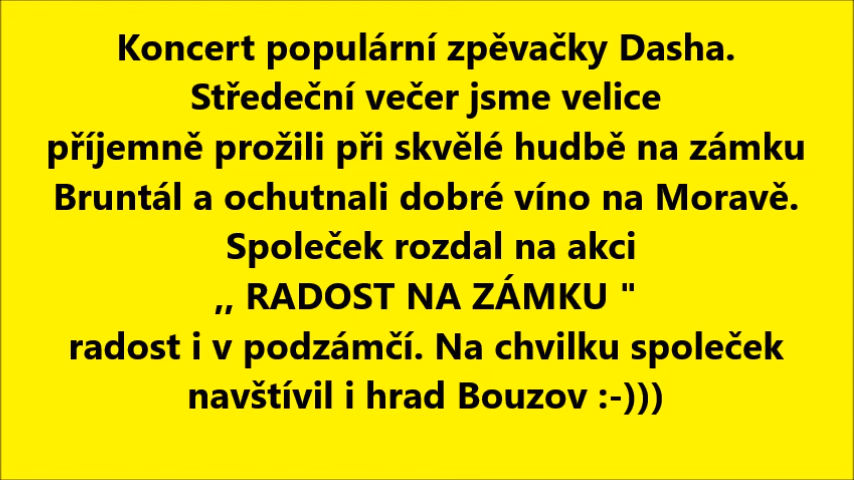 Koncert populární zpěvačky Dasha.
Středeční večer jsme velice
příjemně prožili při skvělé hudbě na zámku
Bruntál a ochutnali dobré víno na Moravě.
Společek rozdal na akci
,, RADOST NA ZÁMKU "
radost i v podzámčí. Na chvilku společek
navštívil i hrad Bouzov :-)))